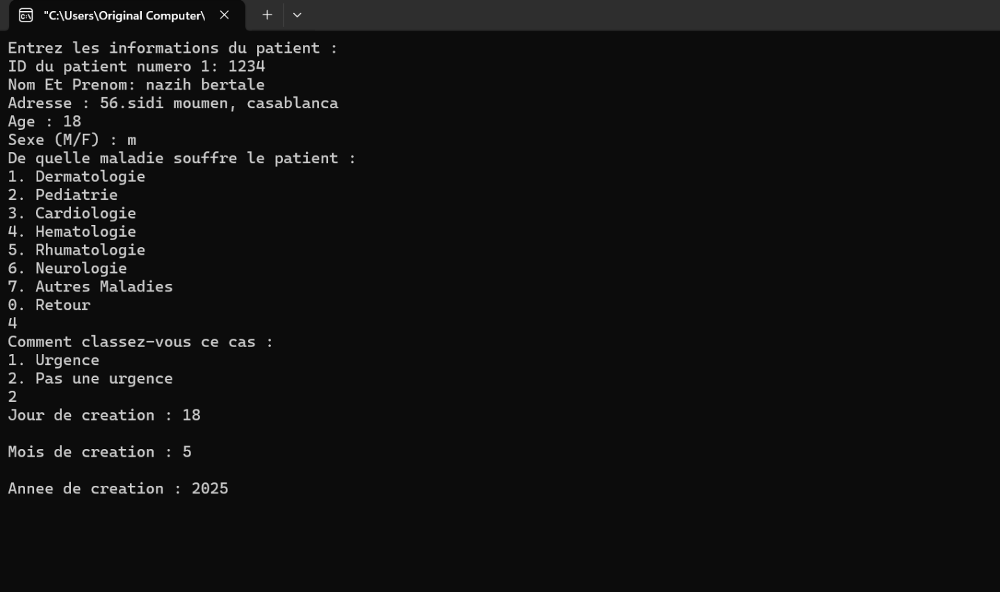 "C:\Users\Original Computer\
Entrez les informations du patient :
ID du patient numero 1: 1234
Nom Et Prenom: nazih bertale
Adresse : 56.sidi moumen, casablanca
Age : 18
Sexe (M/F) : m
De quelle maladie souffre le patient :
1. Dermatologie
2. Pediatrie
3. Cardiologie
4. Hematologie
5. Rhumatologie
6. Neurologie
7. Autres Maladies
0. Retour
4
Comment classez-vous ce cas :
1. Urgence
2. Pas une urgence
2
Jour de creation : 18
Mois de creation : 5
Annee de creation : 2025